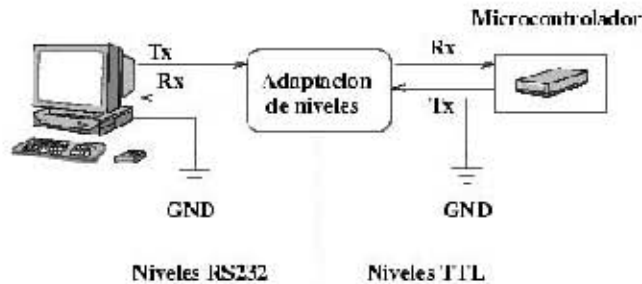 Microcontrolador
Tx
Rx
Adaptacion
de niveles
Rx
Tx
GND
GND
Niveles RS232
Niveles TTL